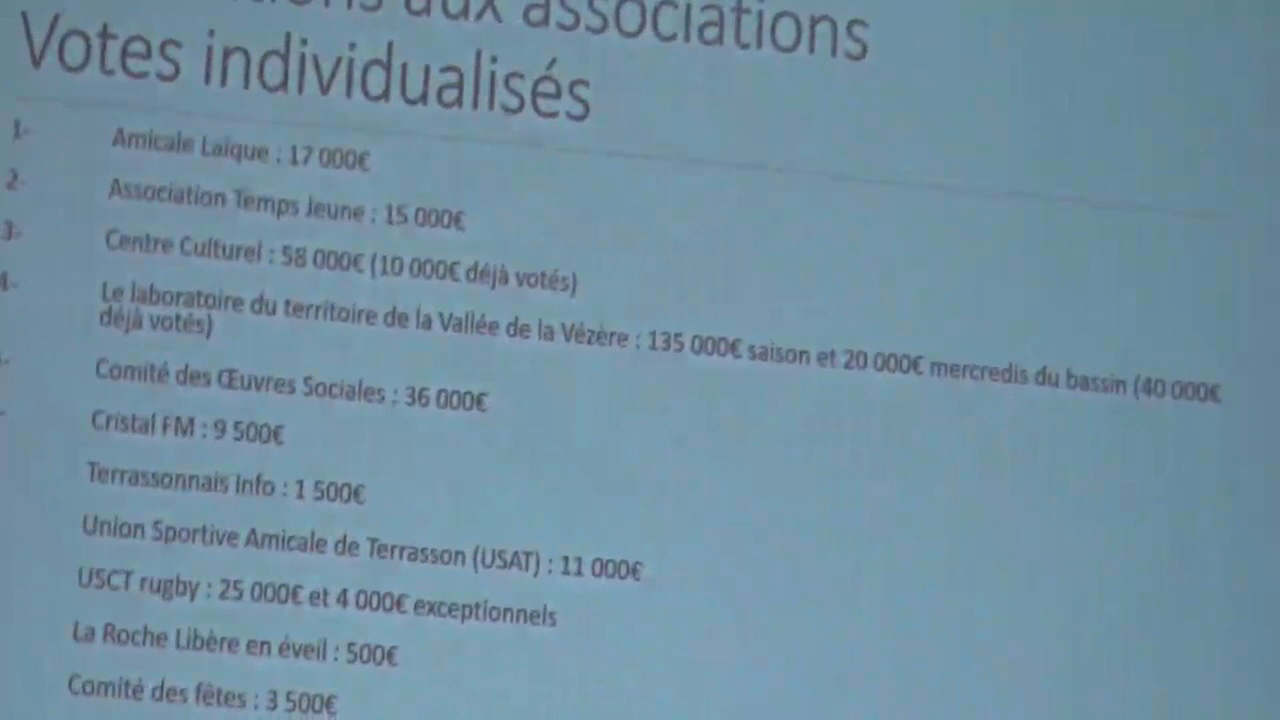 aux associations
Votes individualisés
1- Amicale Laïque : 17 000€
2- Association Temps Jeune : 15 000€
3- Centre Culturel : 58 000€ (10 000€ déjà votés)
4- Le laboratoire du territoire de la Vallée de la Vézère : 135 000€ saison et 20 000€ mercredis du bassin (40 000€
déjà votés)
Comité des Œuvres Sociales : 36 000€
Cristal FM : 9 500€
Terrassonnais Info : 1 500€
Union Sportive Amicale de Terrasson (USAT) : 11 000€
USCT rugby : 25 000€ et 4 000€ exceptionnels
La Roche Libère en éveil : 500€
Comité des fêtes : 3 500€